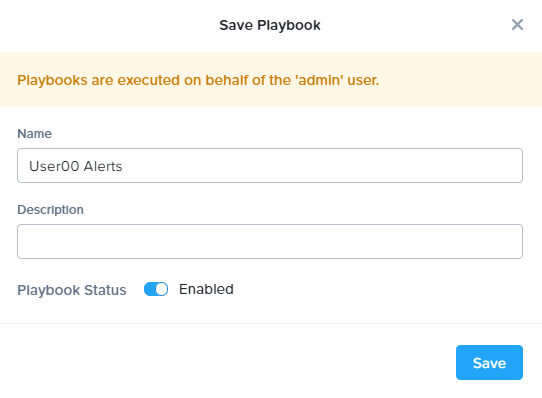 Save Playbook
Playbooks are executed on behalf of the 'admin' user.
Name
User00 Alerts
Description
Playbook Status Enabled
Save